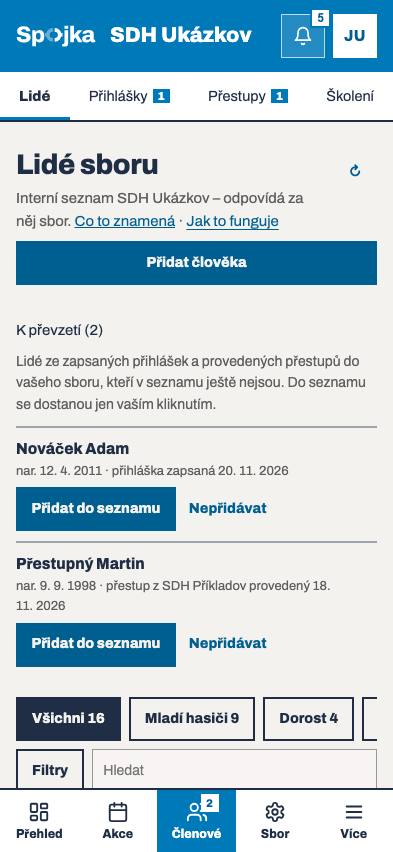 Spojka SDH Ukázkov 5 JU
Lidé Přihlášky 1 Přestupy 1 Školení
Lidé sboru
Interní seznam SDH Ukázkov – odpovídá za
něj sbor. Co to znamená · Jak to funguje
Přidat člověka
K převzetí (2)
Lidé ze zapsaných přihlášek a provedených přestupů do
vašeho sboru, kteří v seznamu ještě nejsou. Do seznamu
se dostanou jen vaším kliknutím.
Nováček Adam
nar. 12. 4. 2011 · přihláška zapsaná 20. 11. 2026
Přidat do seznamu Nepřidávat
Přestupný Martin
nar. 9. 9. 1998 · přestup z SDH Příkladov provedený 18.
11. 2026
Přidat do seznamu Nepřidávat
Všichni 16 Mladí hasiči 9 Dorost 4
Filtry Hledat
2
Přehled Akce Členové Sbor Více